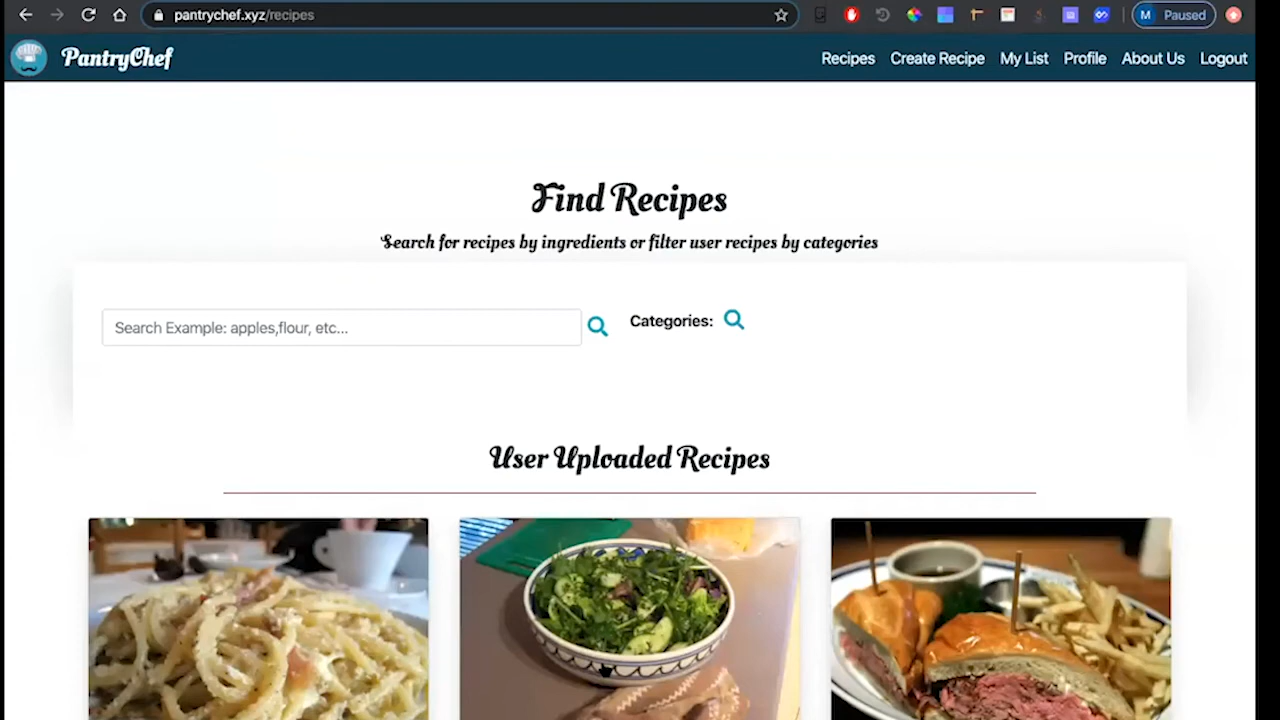 pantrychef.xyz/recipes
M Paused
PantryChef
Recipes Create Recipe My List Profile About Us Logout
Find Recipes
Search for recipes by ingredients or filter user recipes by categories
Search Example: apples,flour, etc...
Categories:
User Uploaded Recipes